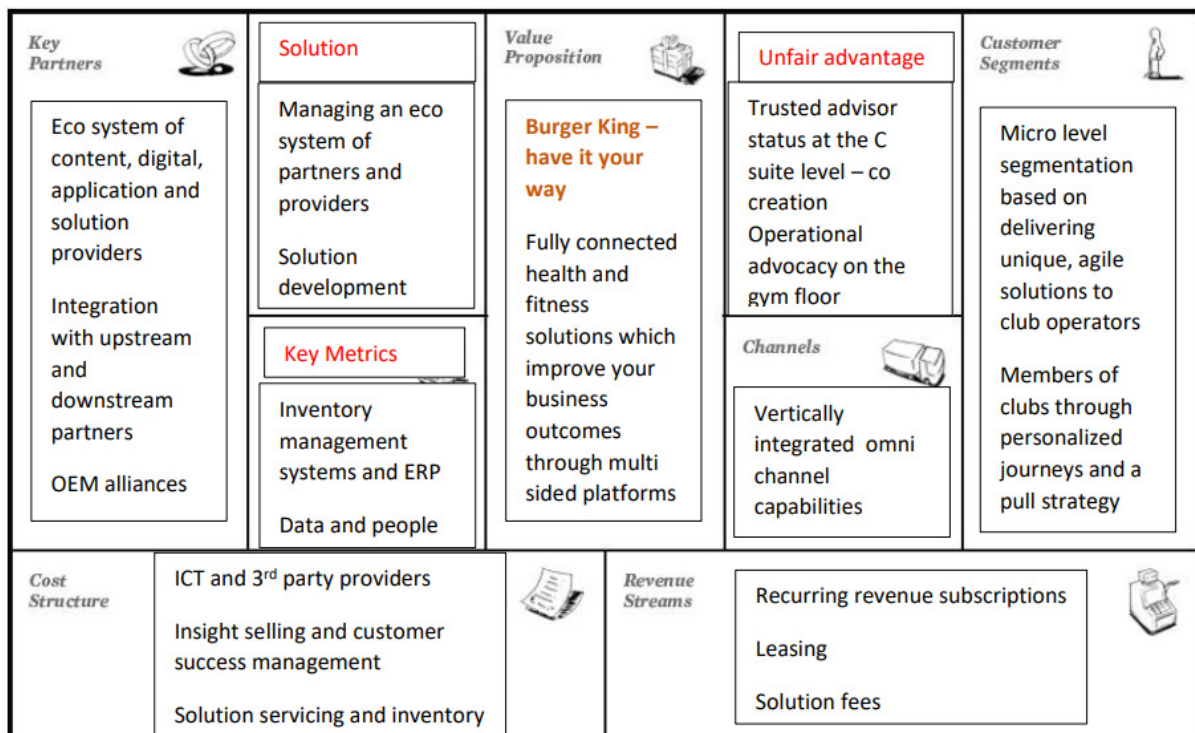 Key
Partners
Eco system of
content, digital,
application and
solution
providers
Integration
with upstream
and
downstream
partners
OEM alliances
Solution
Managing an eco
system of
partners and
providers
Solution
development
Key Metrics
Inventory
management
systems and ERP
Data and people
Value
Proposition
Burger King –
have it your
way
Fully connected
health and
fitness
solutions which
improve your
business
outcomes
through multi
sided platforms
Unfair advantage
Trusted advisor
status at the C
suite level – co
creation
Operational
advocacy on the
gym floor
Channels
Vertically
integrated omni
channel
capabilities
Customer
Segments
Micro level
segmentation
based on
delivering
unique, agile
solutions to
club operators
Members of
clubs through
personalized
journeys and a
pull strategy
Cost
Structure
ICT and 3rd party providers
Insight selling and customer
success management
Solution servicing and inventory
Revenue
Streams
Recurring revenue subscriptions
Leasing
Solution fees